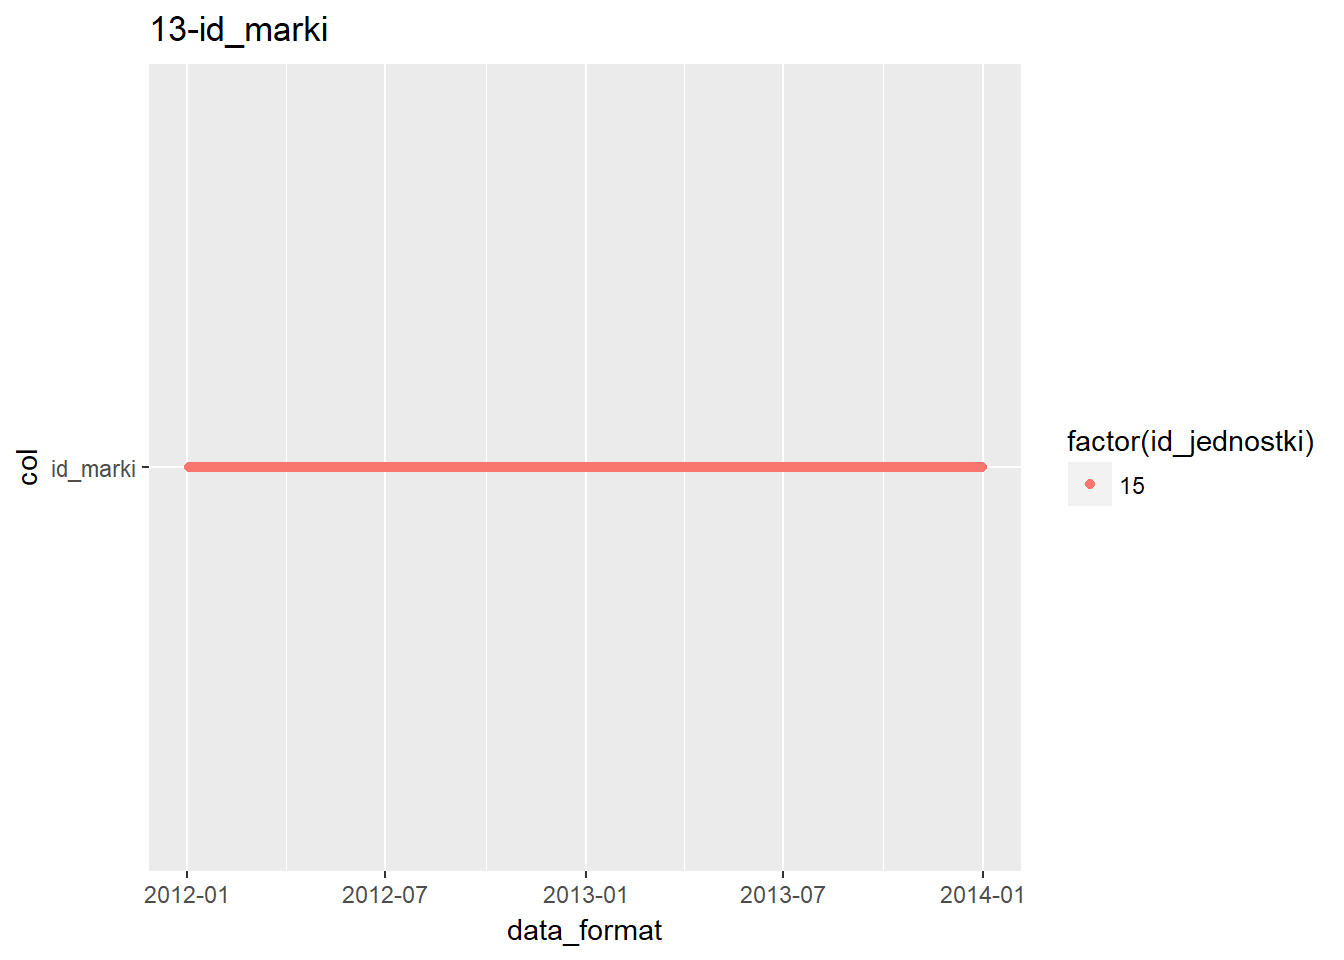 13-id_marki
col
id_marki
factor(id_jednostki)
15
2012-01 2012-07 2013-01 2013-07 2014-01
data_format